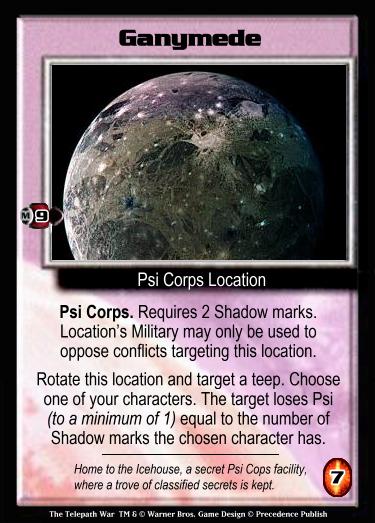 Ganymede
M 9
Psi Corps Location
Psi Corps. Requires 2 Shadow marks.
Location's Military may only be used to
oppose conflicts targeting this location.
Rotate this location and target a teep. Choose
one of your characters. The target loses Psi
(to a minimum of 1) equal to the number of
Shadow marks the chosen character has.
Home to the Icehouse, a secret Psi Cops facility,
where a trove of classified secrets is kept.
7
The Telepath War TM & © Warner Bros. Game Design © Precedence Publish